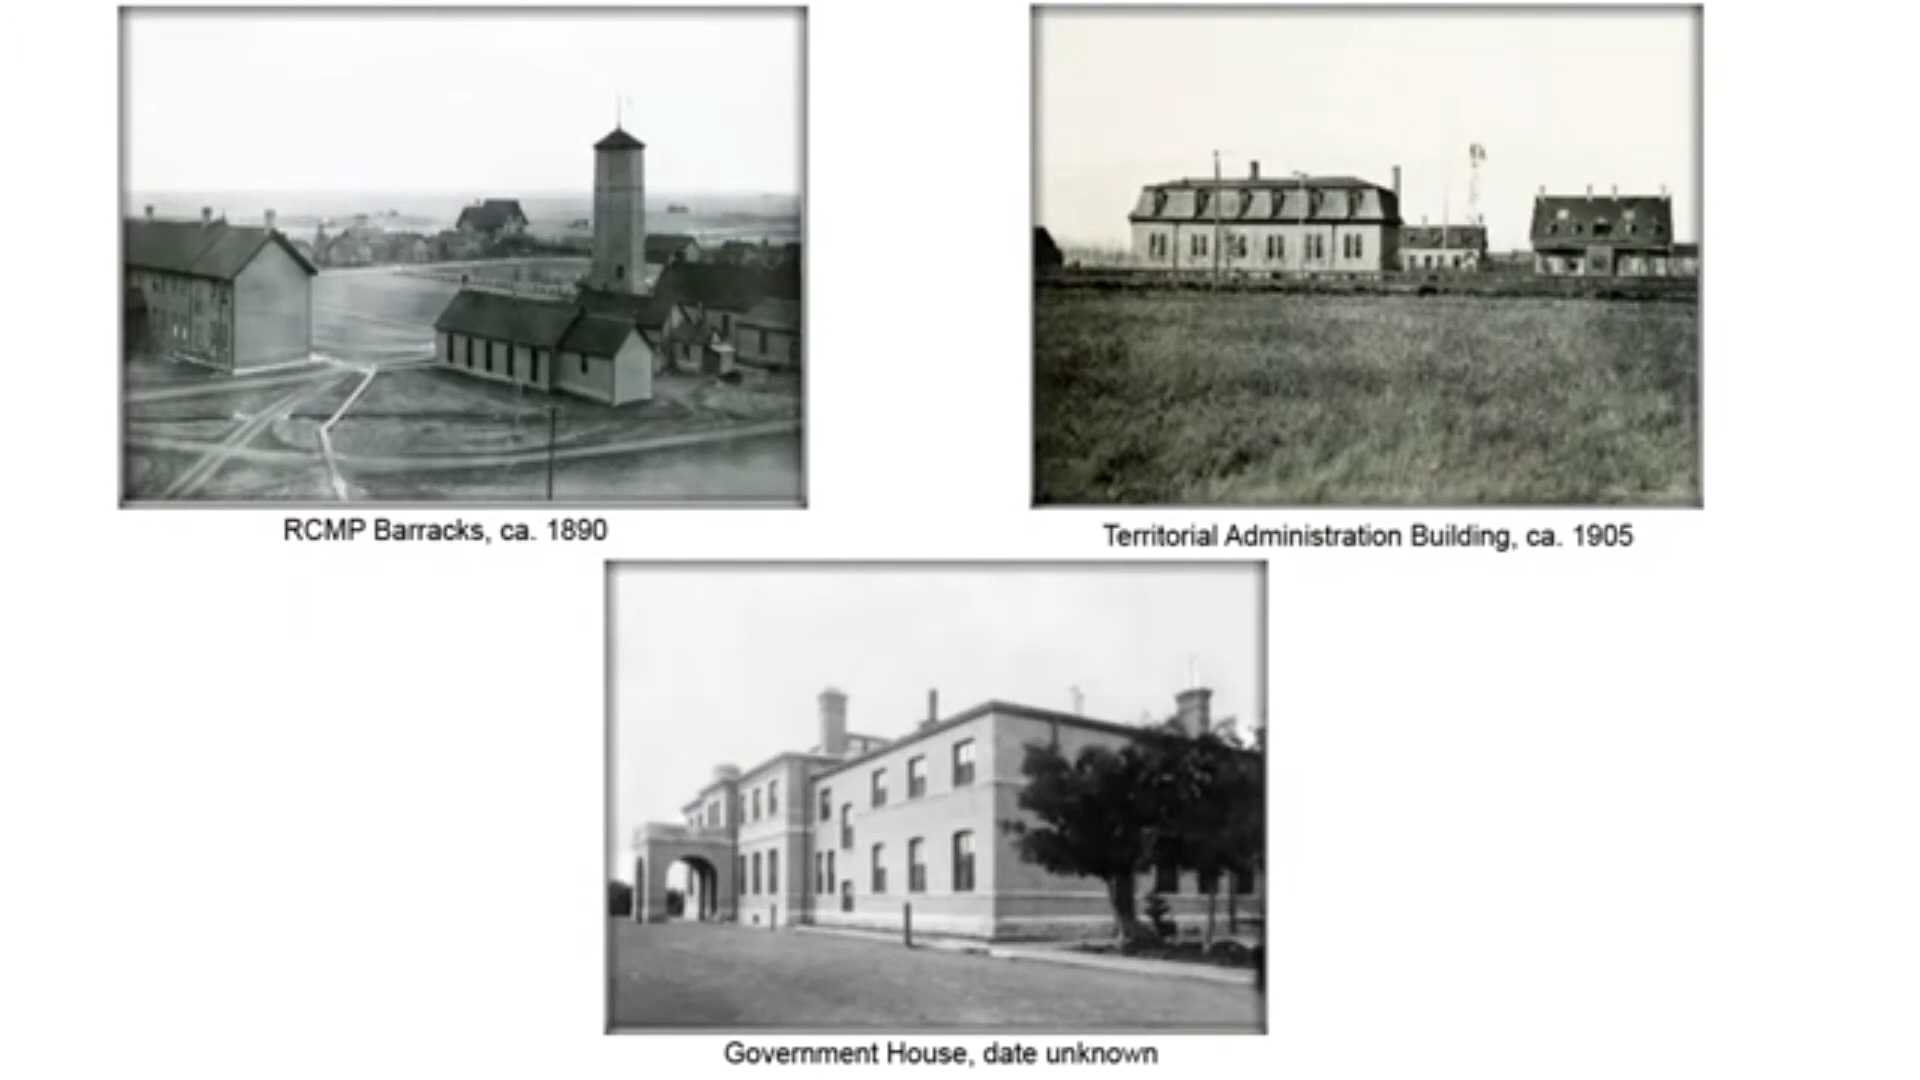 RCMP Barracks, ca. 1890
Territorial Administration Building, ca. 1905
Government House, date unknown